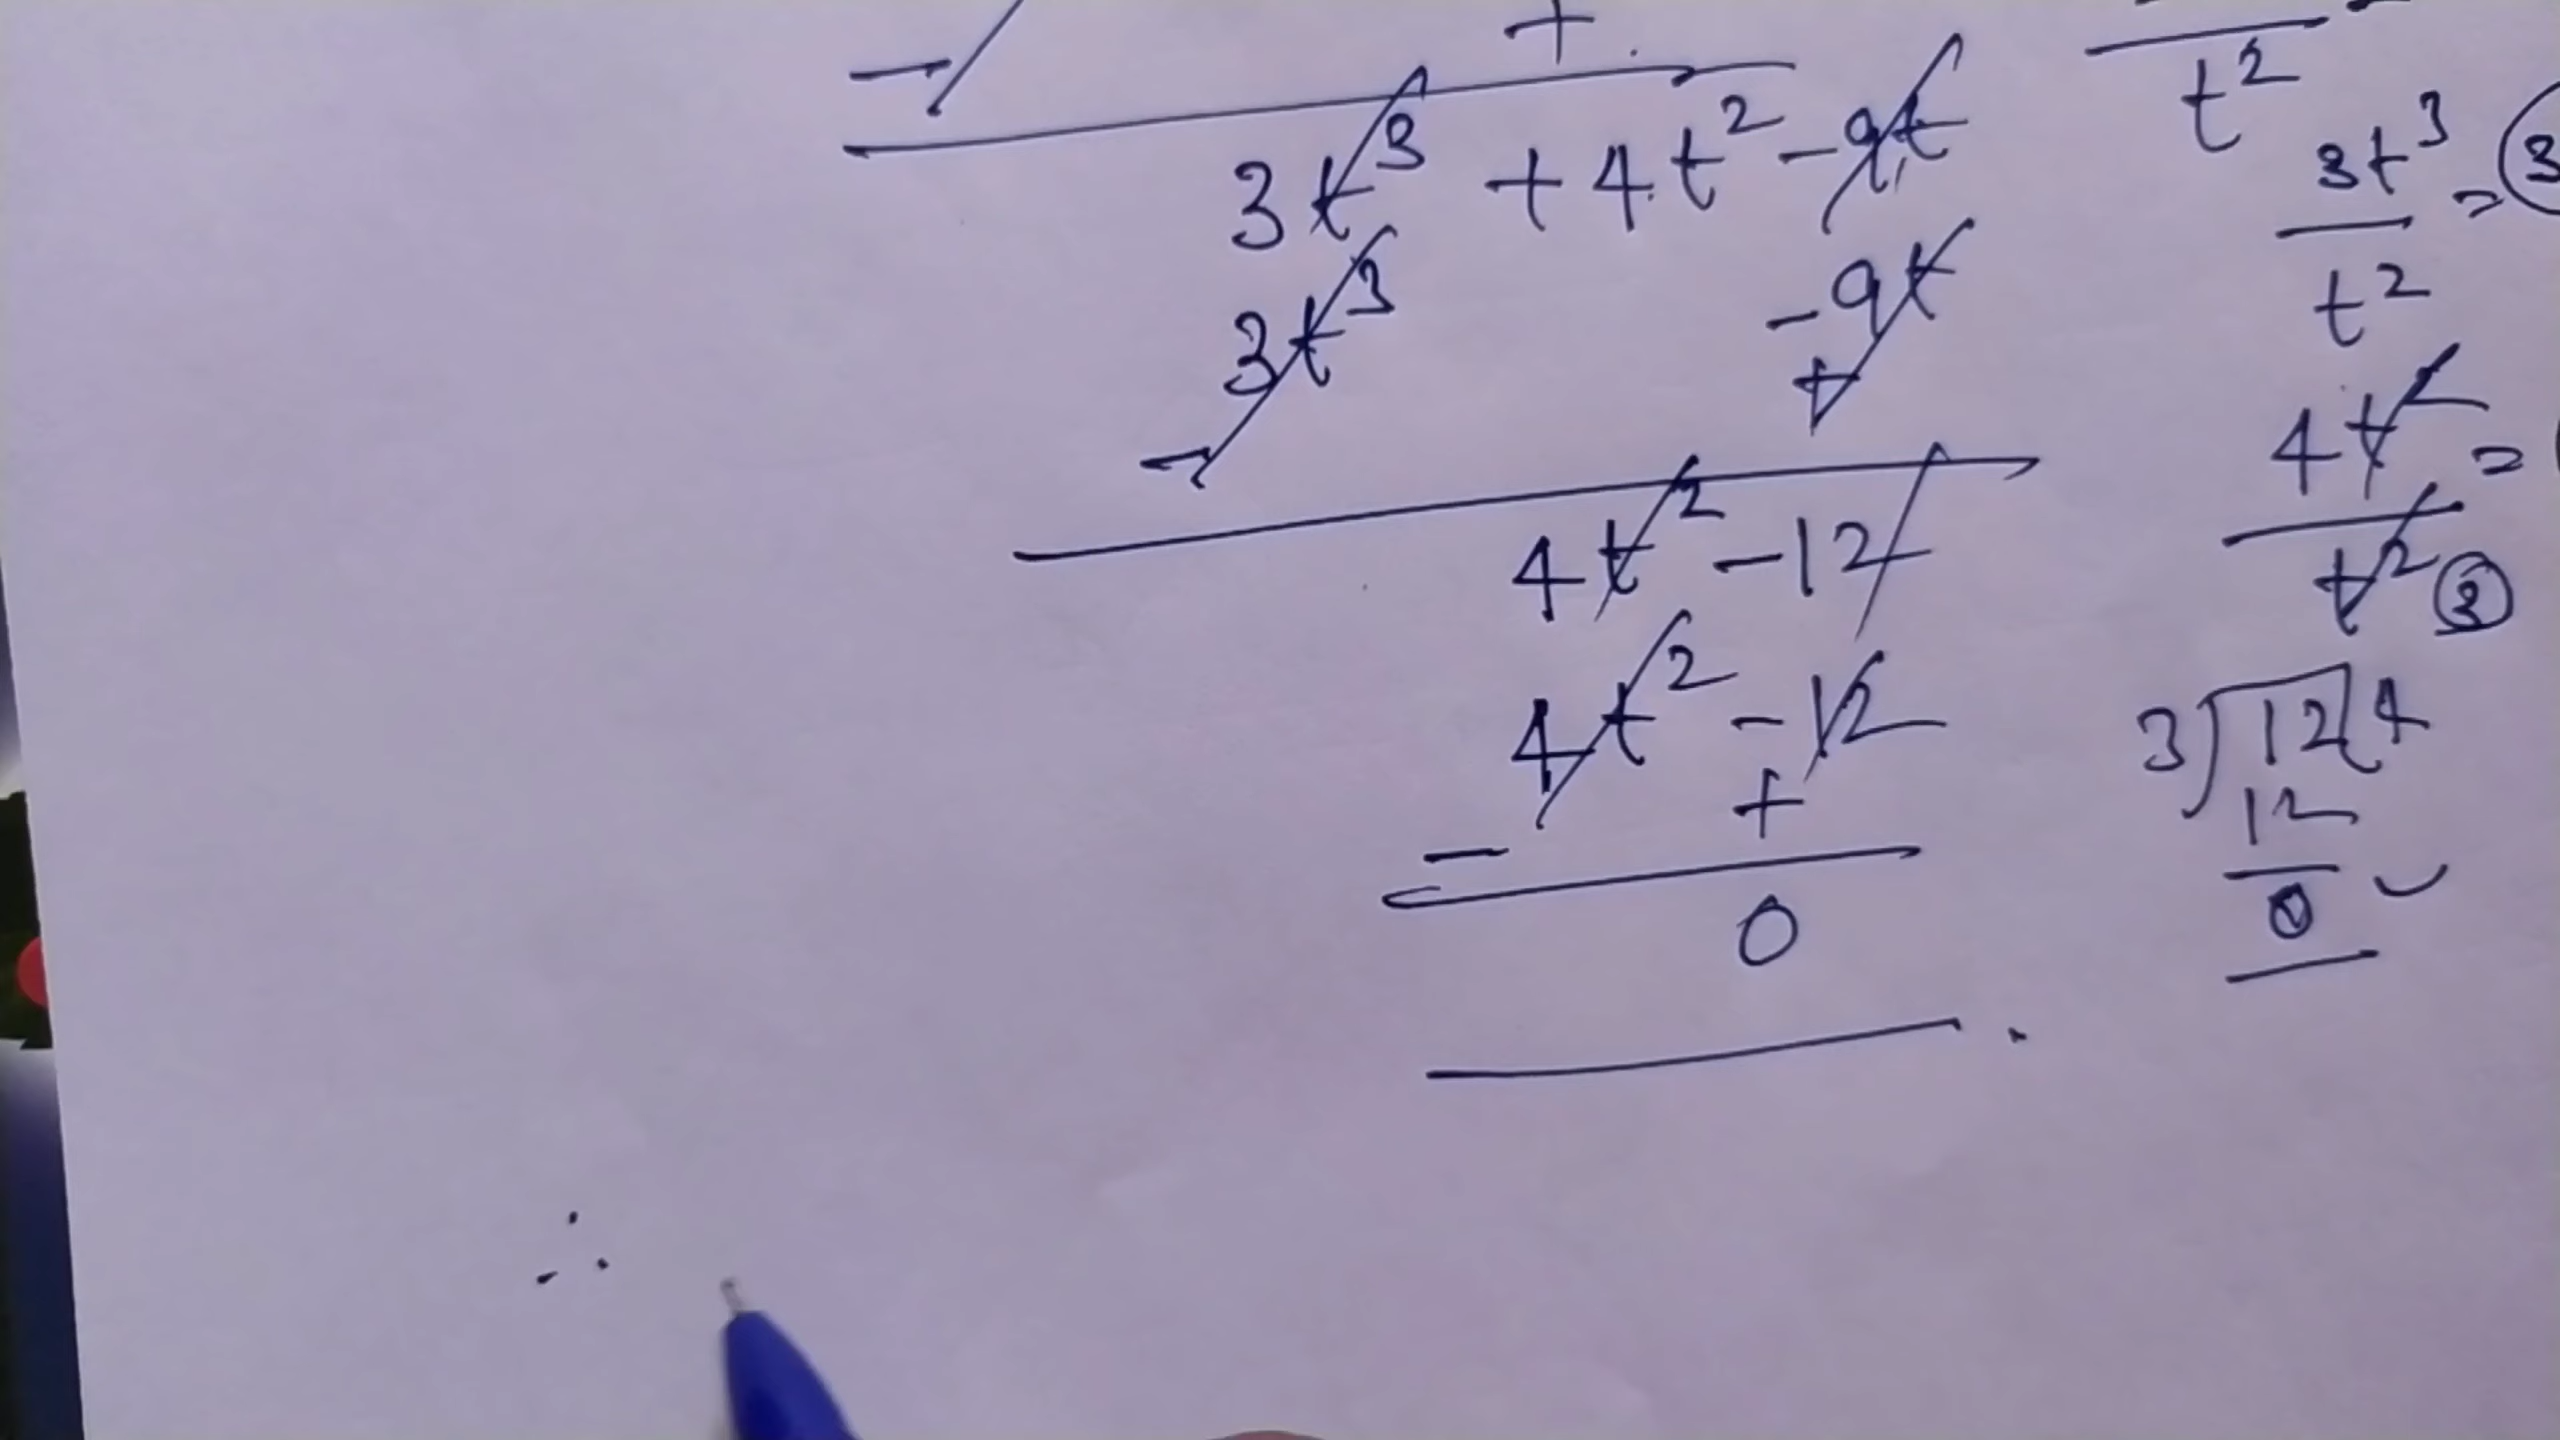 - +
3t³ + 4t² - 9t
3t³ - 9t
- +
4t² - 12
4t² - 12
- +
0
∴
t²
3t³ = 3
t²
4t² =
t²
3
3) 12 ( 4
12
0